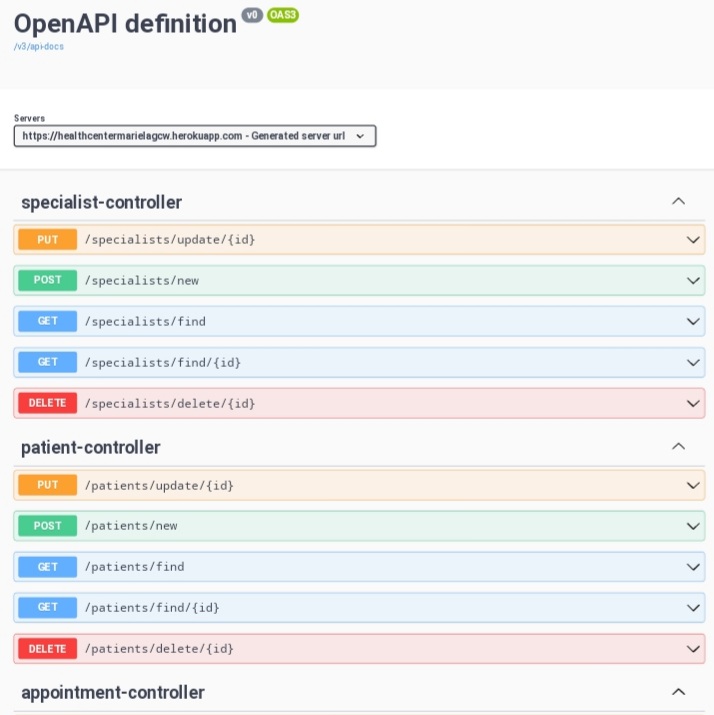 OpenAPI definition v0 OAS3
/v3/api-docs
Servers
https://healthcentermarielagcw.herokuapp.com - Generated server url
specialist-controller
PUT /specialists/update/{id}
POST /specialists/new
GET /specialists/find
GET /specialists/find/{id}
DELETE /specialists/delete/{id}
patient-controller
PUT /patients/update/{id}
POST /patients/new
GET /patients/find
GET /patients/find/{id}
DELETE /patients/delete/{id}
appointment-controller